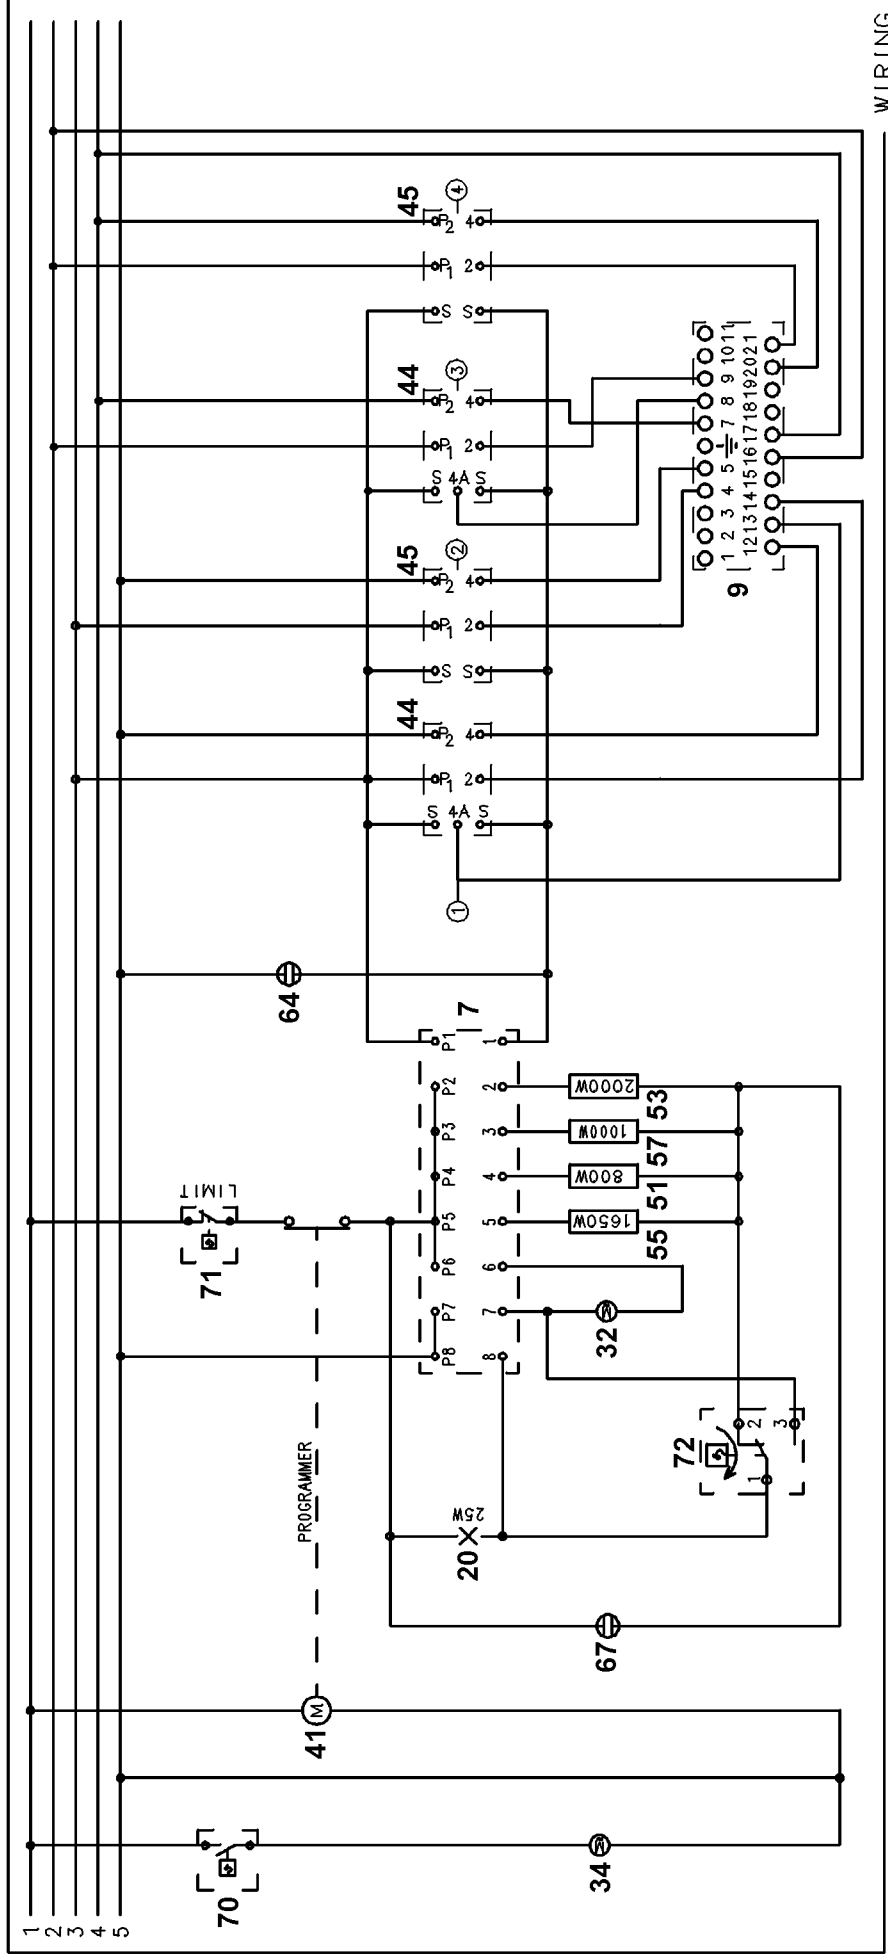 1
2
3
4
5
70
71
LIMIT
64
PROGRAMMER
41 M
44 45 44 45
P8 P7 P6 P5 P4 P3 P2 P1
S P1 P2 S P1 P2 S P1 P2 S P1 P2
1 4A 2 4A 3 4
20 25W 7
8 7 6 5 4 3 2 1
S 2 4 S 2 4 S 2 4 S 2 4
34 M
67
32 M
1650W 800W 1000W 2000W
55 51 57 53
72
1 2 3
9
1 2 3 4 5 7 8 9 10 11
12 13 14 15 16 17 18 19 20 21
WIRING